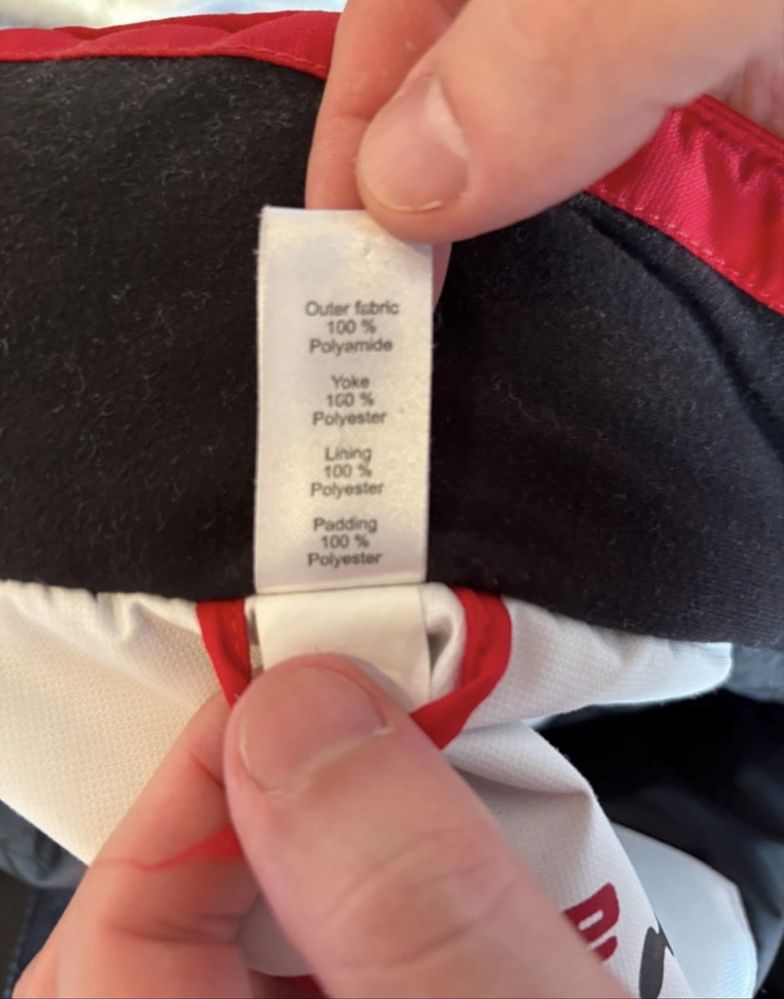 Outer fabric
100 %
Polyamide
Yoke
100 %
Polyester
Lining
100 %
Polyester
Padding
100 %
Polyester